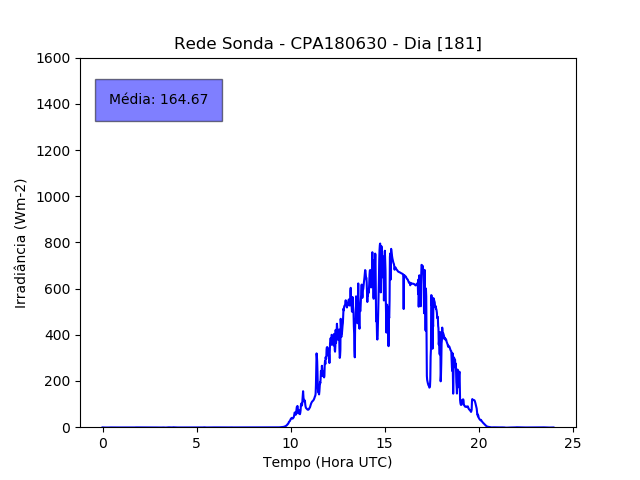 Rede Sonda - CPA180630 - Dia [181]
Média: 164.67
Irradiância (Wm-2)
1600
1400
1200
1000
800
600
400
200
0
0 5 10 15 20 25
Tempo (Hora UTC)